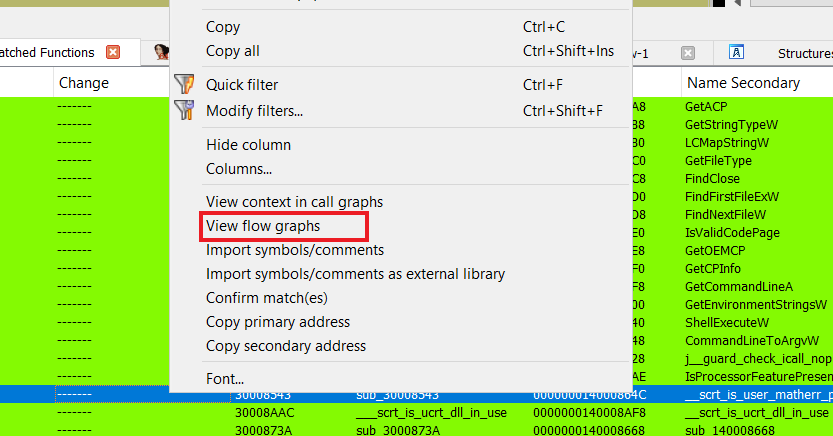 Copy Ctrl+C
Copy all Ctrl+Shift+Ins
atched Functions w-1 Structures
Change Name Secondary
Quick filter Ctrl+F
Modify filters... Ctrl+Shift+F
------- A8 GetACP
------- B8 GetStringTypeW
------- B0 LCMapStringW
Hide column
------- C0 GetFileType
Columns...
------- D8 FindClose
------- D0 FindFirstFileExW
View context in call graphs
------- D0 FindNextFileW
View flow graphs
------- E0 IsValidCodePage
Import symbols/comments
------- E8 GetOEMCP
------- F0 GetCPInfo
Import symbols/comments as external library
------- F8 GetCommandLineA
Confirm match(es)
------- 00 GetEnvironmentStringsW
Copy primary address
------- 40 ShellExecuteW
Copy secondary address
------- 48 CommandLineToArgvW
------- 28 j__guard_check_icall_nop
Font...
------- AE IsProcessorFeaturePresen
------- 30008543 sub_30008543 000000014000864C __scrt_is_user_matherr_p
------- 30008AAC ___scrt_is_ucrt_dll_in_use 0000000140008AF8 __scrt_is_ucrt_dll_in_use
------- 3000873A sub_3000873A 0000000140008668 sub_140008668